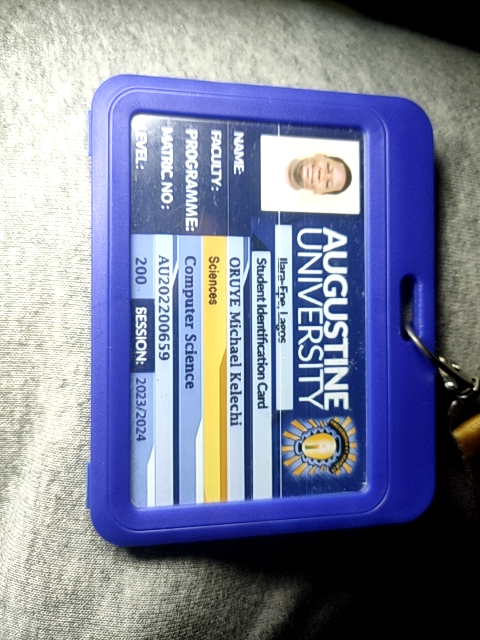 AUGUSTINE
UNIVERSITY
Ilara-Epe, Lagos
Student Identification Card
NAME: ORUYE Michael Kelechi
FACULTY: Sciences
PROGRAMME: Computer Science
MATRIC NO: AU202200659
LEVEL: 200 SESSION: 2023/2024